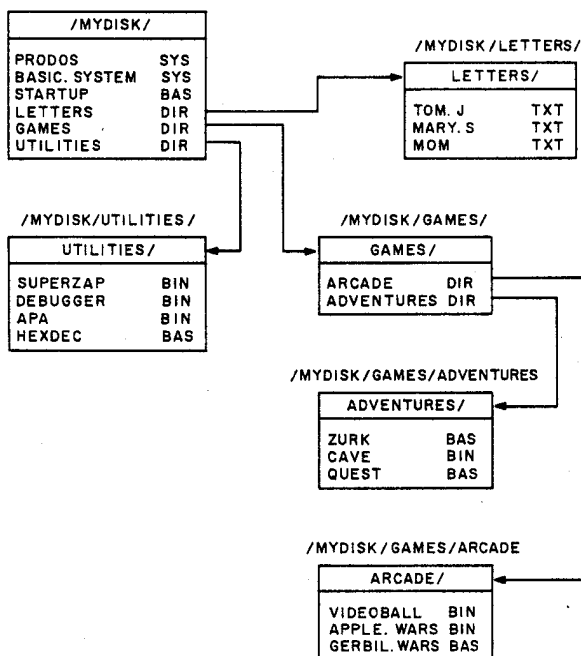 /MYDISK/
PRODOS SYS
BASIC. SYSTEM SYS
STARTUP BAS
LETTERS DIR
GAMES DIR
UTILITIES DIR
/MYDISK/LETTERS/
LETTERS/
TOM. J TXT
MARY. S TXT
MOM TXT
/MYDISK/UTILITIES/
UTILITIES/
SUPERZAP BIN
DEBUGGER BIN
APA BIN
HEXDEC BAS
/MYDISK/GAMES/
GAMES/
ARCADE DIR
ADVENTURES DIR
/MYDISK/GAMES/ADVENTURES
ADVENTURES/
ZURK BAS
CAVE BIN
QUEST BAS
/MYDISK/GAMES/ARCADE
ARCADE/
VIDEOBALL BIN
APPLE. WARS BIN
GERBIL. WARS BAS